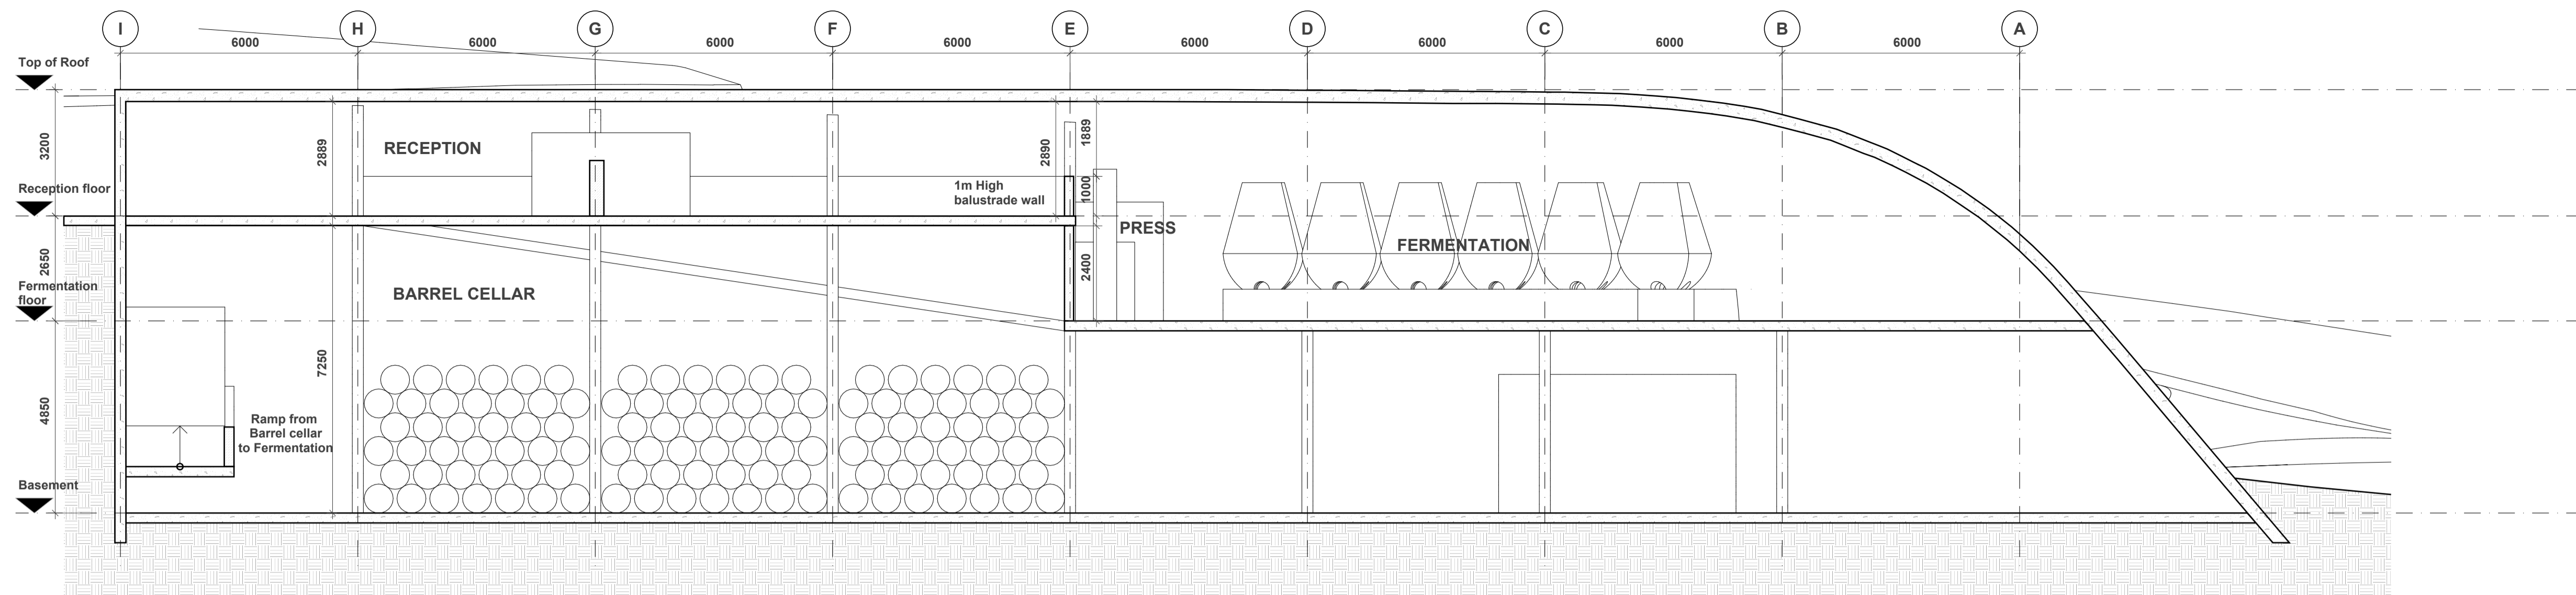 I H G F E D C B A
6000 6000 6000 6000 6000 6000 6000 6000
Top of Roof
3200
2889
RECEPTION
2890
1889
Reception floor
1m High
balustrade wall
1000
PRESS
FERMENTATION
2650
2400
Fermentation
floor
BARREL CELLAR
7250
4850
Ramp from
Barrel cellar
to Fermentation
Basement